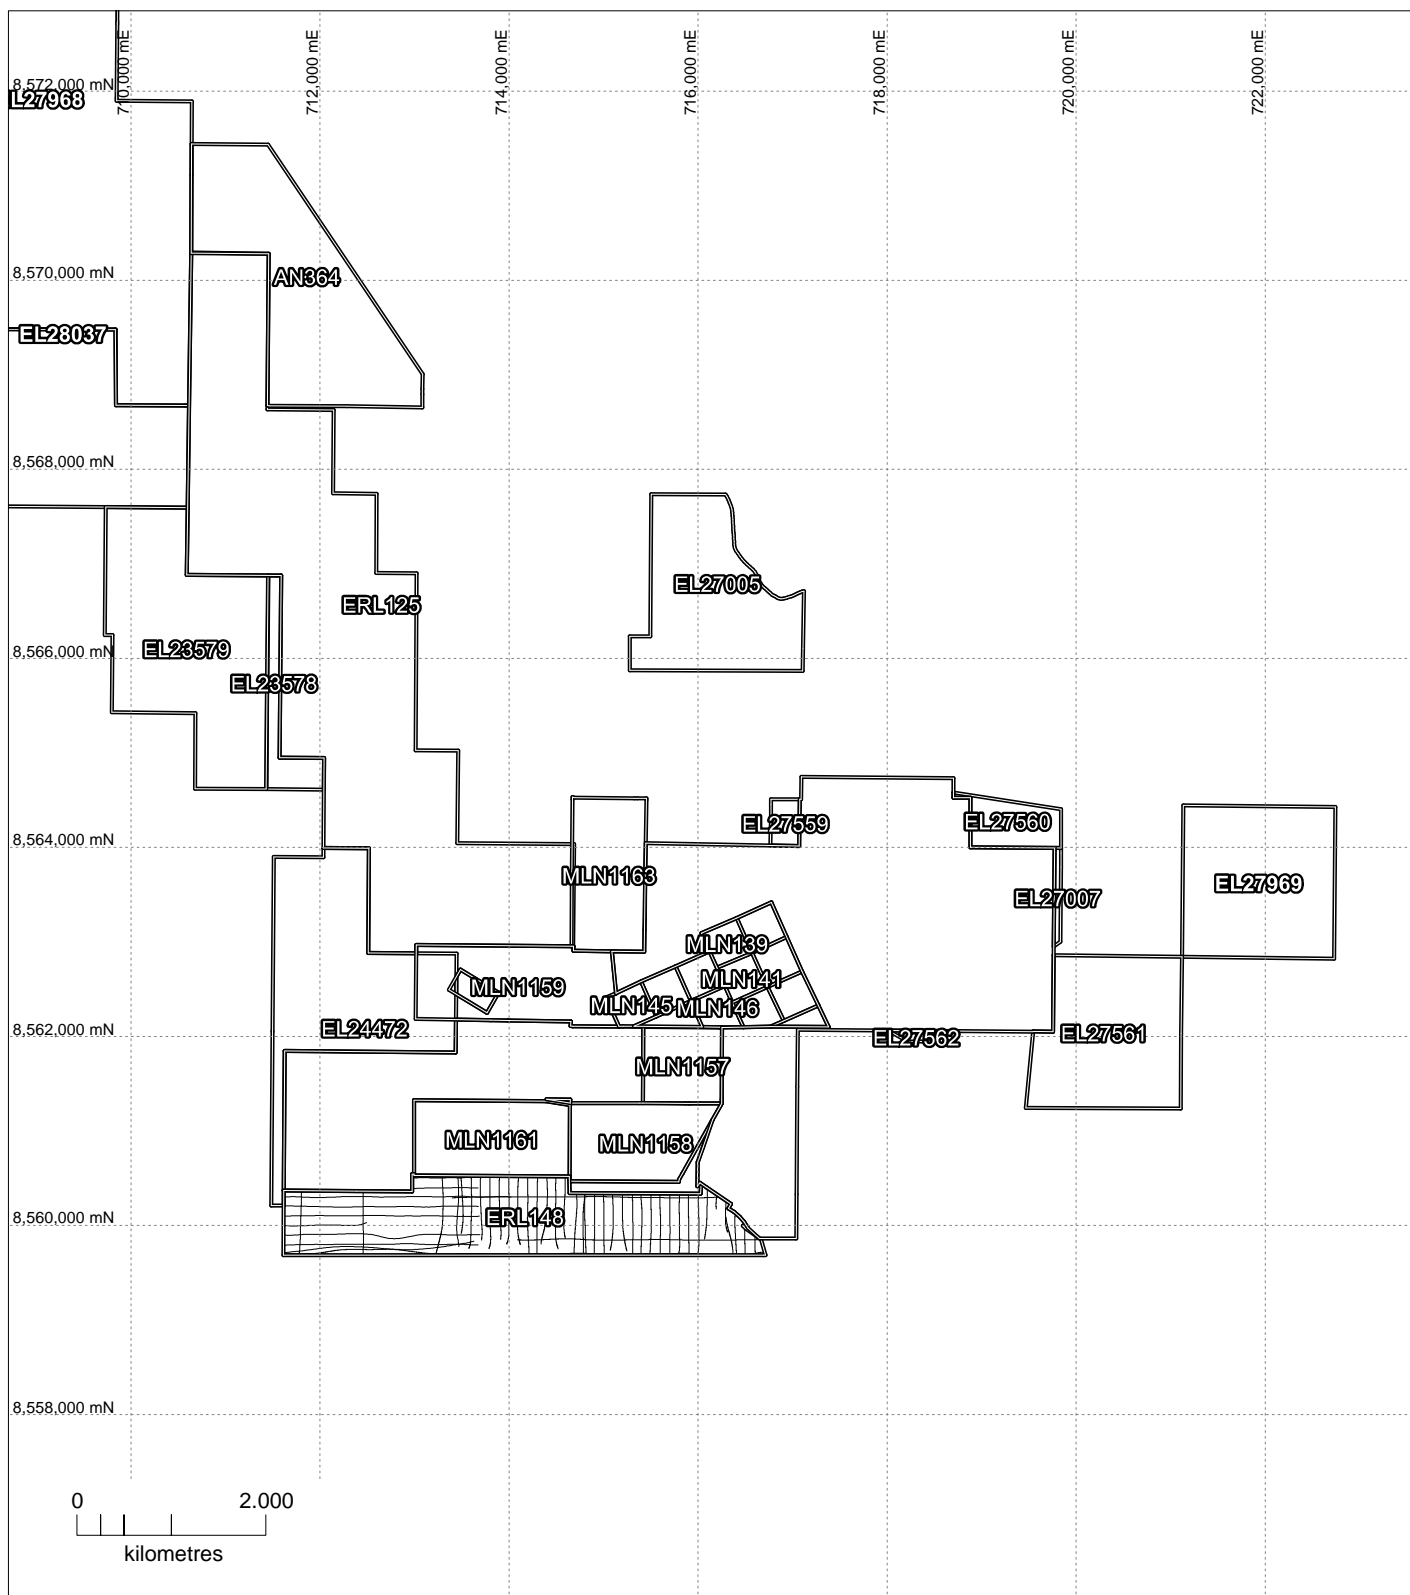 710,000 mE
712,000 mE
714,000 mE
716,000 mE
718,000 mE
720,000 mE
722,000 mE
8,572,000 mN
L27968
8,570,000 mN
AN364
EL28037
8,568,000 mN
EL27005
ERL125
8,566,000 mN
EL23579
EL23578
EL27559
EL27560
8,564,000 mN
MLN1163
EL27969
EL27007
MLN139
MLN141
MLN1159
MLN145
MLN146
8,562,000 mN
EL24472
EL27562
EL27561
MLN1157
MLN1161
MLN1158
8,560,000 mN
ERL148
8,558,000 mN
0 2.000
kilometres